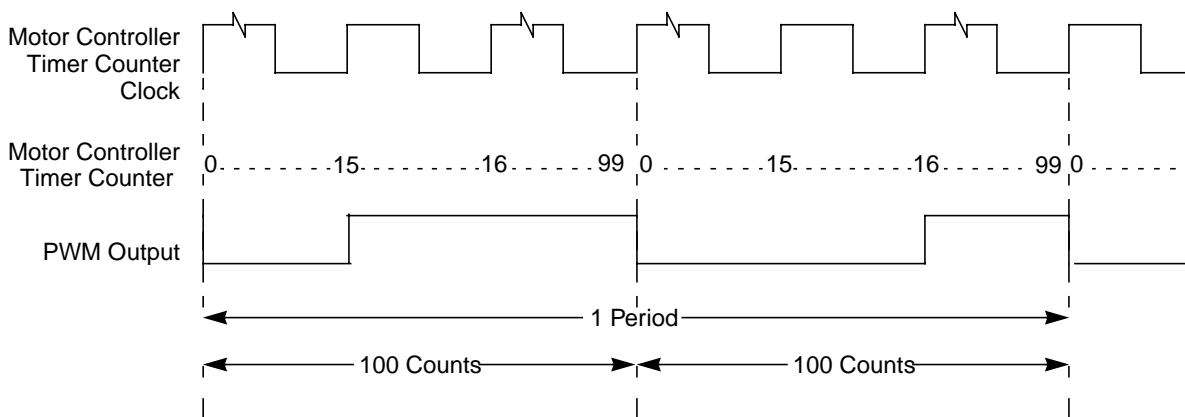 Motor Controller
Timer Counter
Clock
Motor Controller
Timer Counter
0 15 16 99 0 15 16 99 0
PWM Output
1 Period
100 Counts 100 Counts